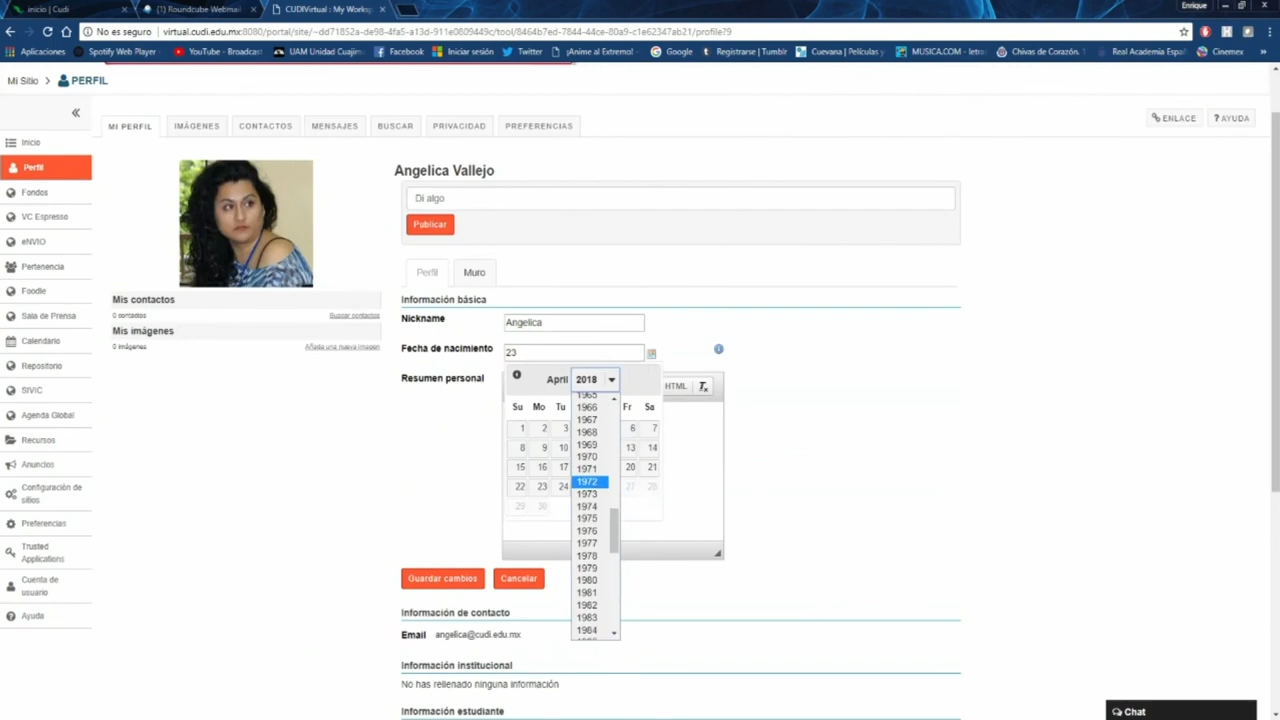 inicio | Cudi
(1) Roundcube Webmail
CUDIVirtual : My Works
Enrique
No es seguro | virtual.cudi.edu.mx:8080/portal/site/~dd71852a-de98-4fa5-a13d-911e0809449c/tool/8464b7ed-7844-44ce-80a9-c1e62347ab21/profile?9
Aplicaciones
Spotify Web Player
YouTube - Broadcast
UAM Unidad Cuajim
Facebook
Iniciar sesión
Twitter
¡Anime al Extremo!
Google
Registrarse | Tumblr
Cuevana | Películas y
MUSICA.COM - letra
Chivas de Corazón. 1
Real Academia Espa
Cinemex
Mi Sitio > PERFIL
MI PERFIL
IMÁGENES
CONTACTOS
MENSAJES
BUSCAR
PRIVACIDAD
PREFERENCIAS
ENLACE
? AYUDA
Inicio
Perfil
Fondos
VC Espresso
eNVIO
Pertenencia
Foodle
Sala de Prensa
Calendario
Repositorio
SIVIC
Agenda Global
Recursos
Anuncios
Configuración de
sitios
Preferencias
Trusted
Applications
Cuenta de
usuario
Ayuda
Mis contactos
0 contactos
Buscar contactos
Mis imágenes
0 imágenes
Añada una nueva imagen
Angelica Vallejo
Di algo
Publicar
Perfil
Muro
Información básica
Nickname
Angelica
Fecha de nacimiento
23
Resumen personal
HTML
April 2018
Su Mo Tu Fr Sa
1 2 3 6 7
8 9 10 13 14
15 16 17 20 21
22 23 24 27 28
29 30
1965
1966
1967
1968
1969
1970
1971
1972
1973
1974
1975
1976
1977
1978
1979
1980
1981
1982
1983
1984
Guardar cambios
Cancelar
Información de contacto
Email angelica@cudi.edu.mx
Información institucional
No has rellenado ninguna información
Información estudiante
Chat